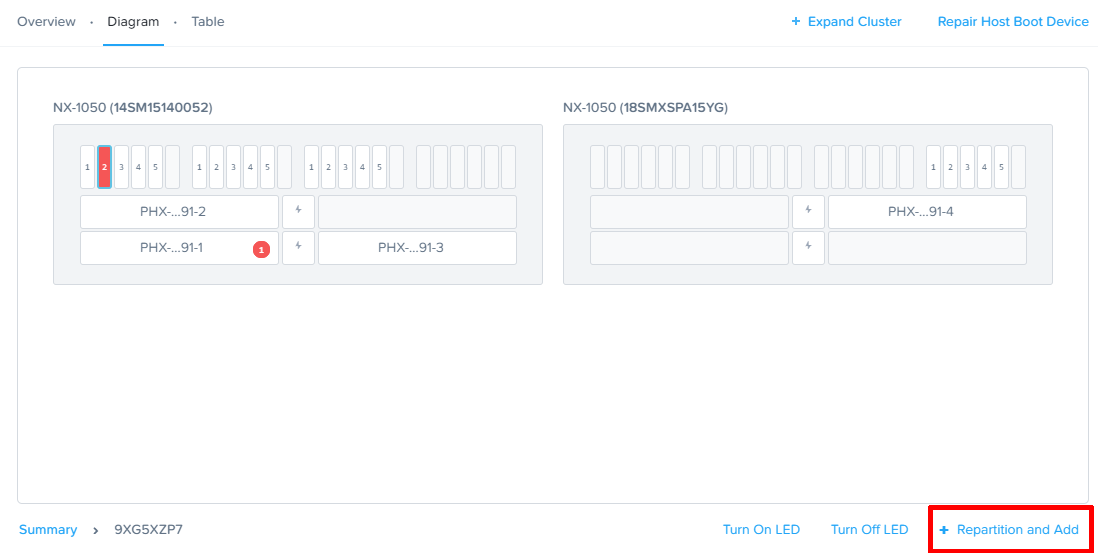 Overview · Diagram · Table + Expand Cluster Repair Host Boot Device
NX-1050 (14SM15140052) NX-1050 (18SMXSPA15YG)
1 2 3 4 5 1 2 3 4 5 1 2 3 4 5 1 2 3 4 5
PHX-...91-2 PHX-...91-4
PHX-...91-1 1 PHX-...91-3
Summary > 9XG5XZP7 Turn On LED Turn Off LED + Repartition and Add